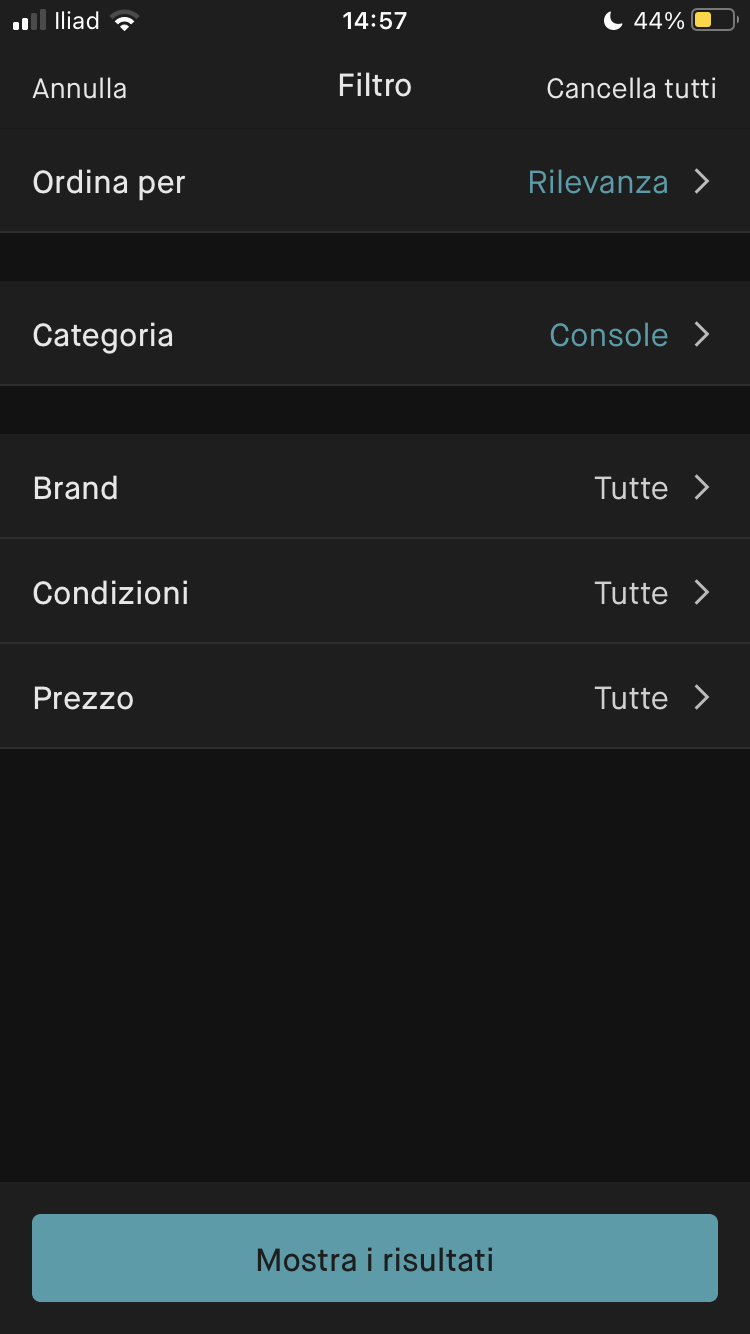 Iliad 14:57 44%
Annulla Filtro Cancella tutti
Ordina per Rilevanza
Categoria Console
Brand Tutte
Condizioni Tutte
Prezzo Tutte
Mostra i risultati